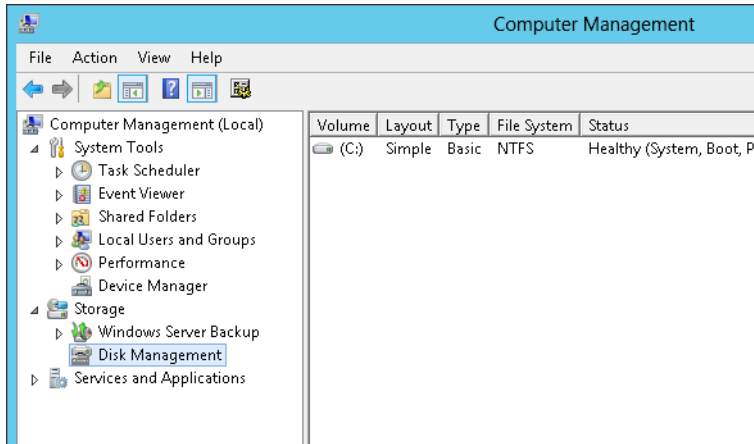 Computer Management
File Action View Help
Computer Management (Local)
System Tools
Task Scheduler
Event Viewer
Shared Folders
Local Users and Groups
Performance
Device Manager
Storage
Windows Server Backup
Disk Management
Services and Applications
Volume Layout Type File System Status
(C:) Simple Basic NTFS Healthy (System, Boot, P